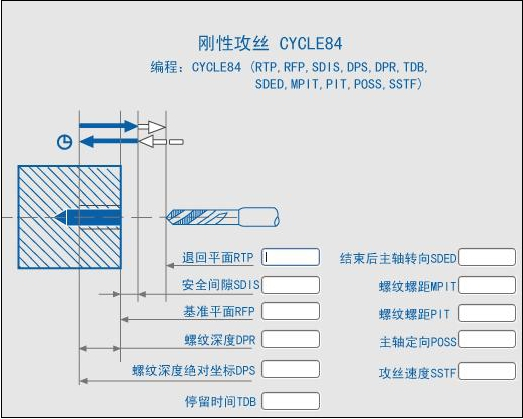 刚性攻丝 CYCLE84
编程: CYCLE84 (RTP,RFP,SDIS,DPS,DPR,TDB,
SDED,MPIT,PIT,POSS,SSTF)
退回平面RTP
安全间隙SDIS
基准平面RFP
螺纹深度DPR
螺纹深度绝对坐标DPS
停留时间TDB
结束后主轴转向SDED
螺纹螺距MPIT
螺纹螺距PIT
主轴定向POSS
攻丝速度SSTF